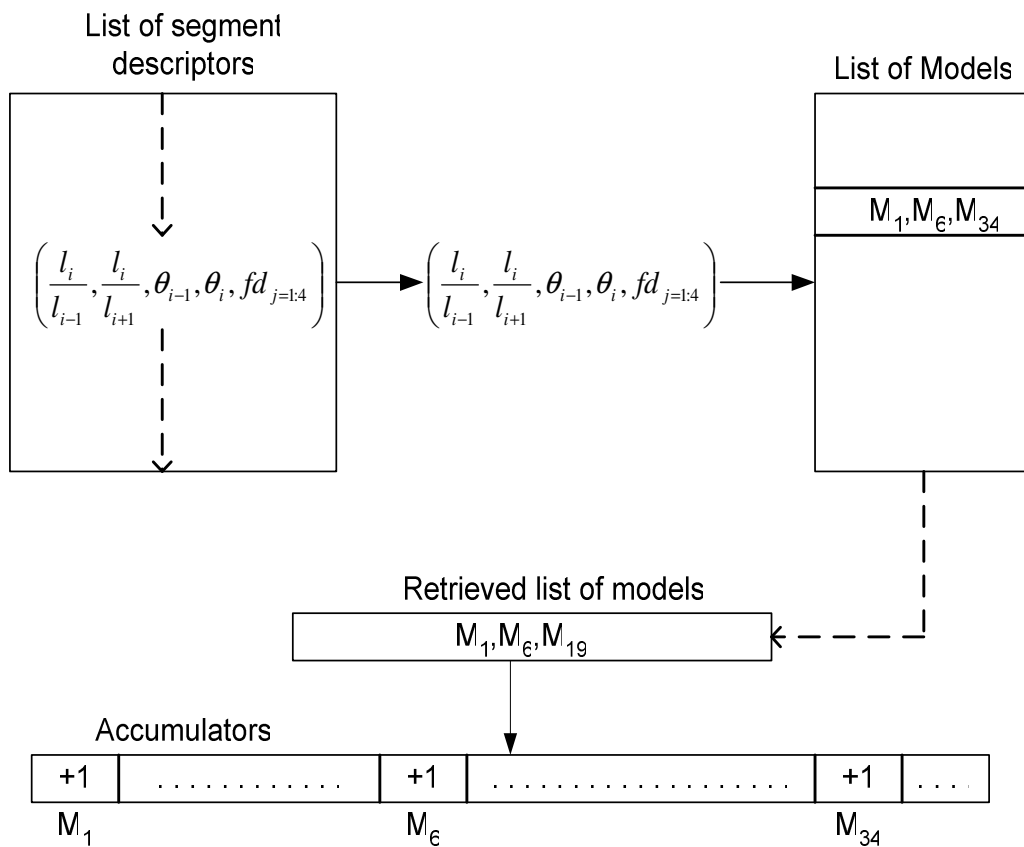 List of segment
descriptors
List of Models
M₁,M₆,M₃₄
(lᵢ/lᵢ₋₁, lᵢ/lᵢ₊₁, θᵢ₋₁, θᵢ, fd ⱼ₌₁:₄)
(lᵢ/lᵢ₋₁, lᵢ/lᵢ₊₁, θᵢ₋₁, θᵢ, fd ⱼ₌₁:₄)
Retrieved list of models
M₁,M₆,M₁₉
Accumulators
+1 . . . . . . . . . . . . +1 . . . . . . . . . . . . . . . . . . . . +1 . . . .
M₁ M₆ M₃₄